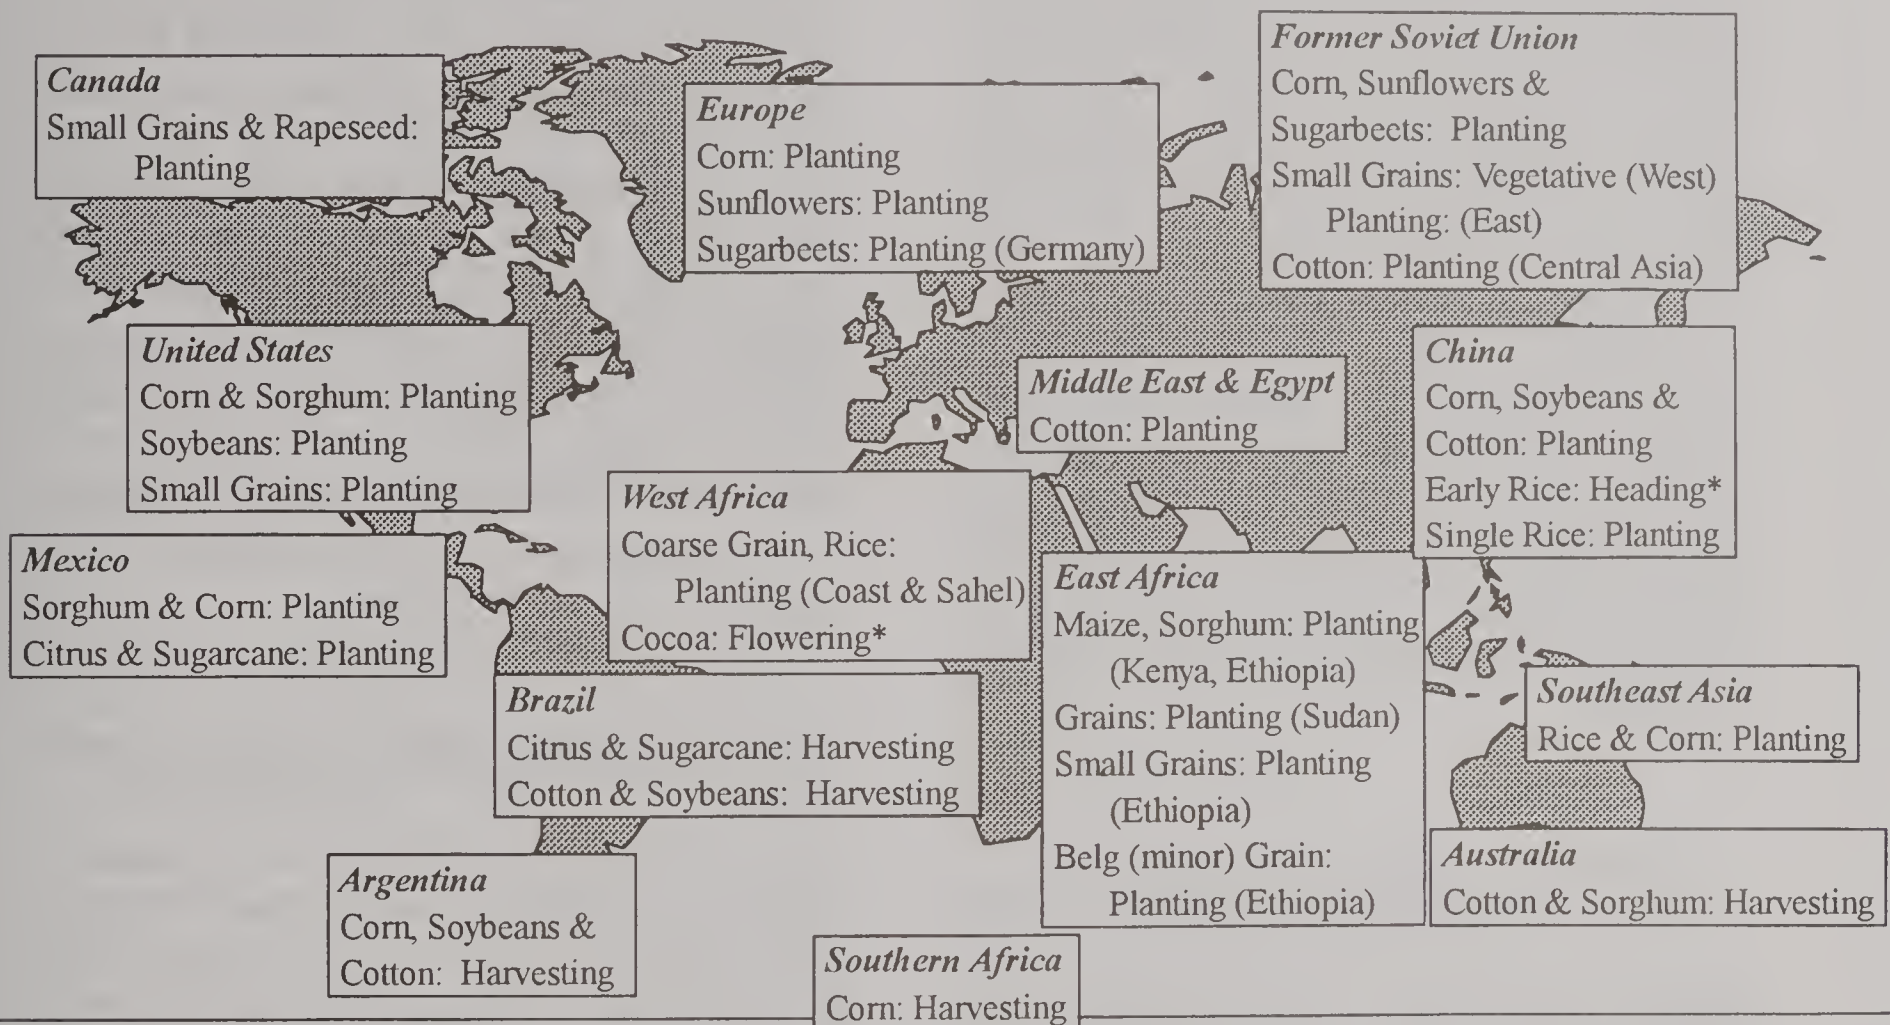 Canada
Small Grains & Rapeseed:
Planting
Europe
Corn: Planting
Sunflowers: Planting
Sugarbeets: Planting (Germany)
Former Soviet Union
Corn, Sunflowers &
Sugarbeets: Planting
Small Grains: Vegetative (West)
Planting: (East)
Cotton: Planting (Central Asia)
United States
Corn & Sorghum: Planting
Soybeans: Planting
Small Grains: Planting
Middle East & Egypt
Cotton: Planting
China
Corn, Soybeans &
Cotton: Planting
Early Rice: Heading*
Single Rice: Planting
Mexico
Sorghum & Corn: Planting
Citrus & Sugarcane: Planting
West Africa
Coarse Grain, Rice:
Planting (Coast & Sahel)
Cocoa: Flowering*
East Africa
Maize, Sorghum: Planting
(Kenya, Ethiopia)
Grains: Planting (Sudan)
Small Grains: Planting
(Ethiopia)
Belg (minor) Grain:
Planting (Ethiopia)
Brazil
Citrus & Sugarcane: Harvesting
Cotton & Soybeans: Harvesting
Southeast Asia
Rice & Corn: Planting
Argentina
Corn, Soybeans &
Cotton: Harvesting
Australia
Cotton & Sorghum: Harvesting
Southern Africa
Corn: Harvesting